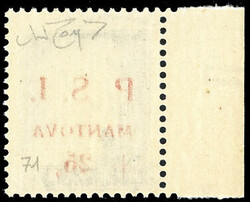 P. S. I.
MANTOVA
25
71